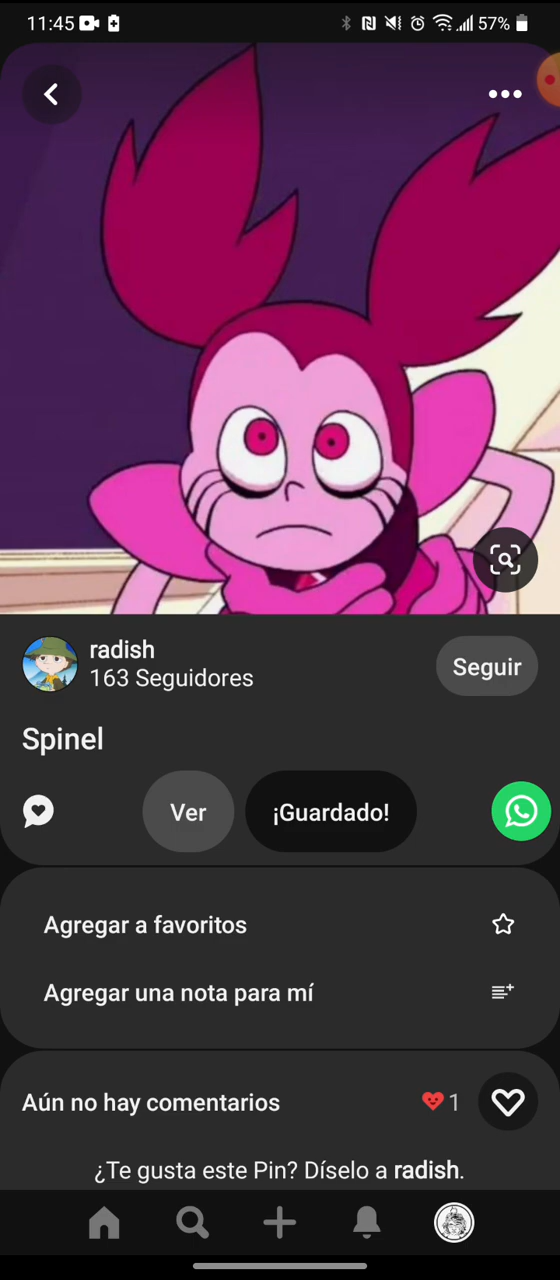 11:45
57%
radish
163 Seguidores
Seguir
Spinel
Ver
¡Guardado!
Agregar a favoritos
Agregar una nota para mí
Aún no hay comentarios
1
¿Te gusta este Pin? Díselo a radish.